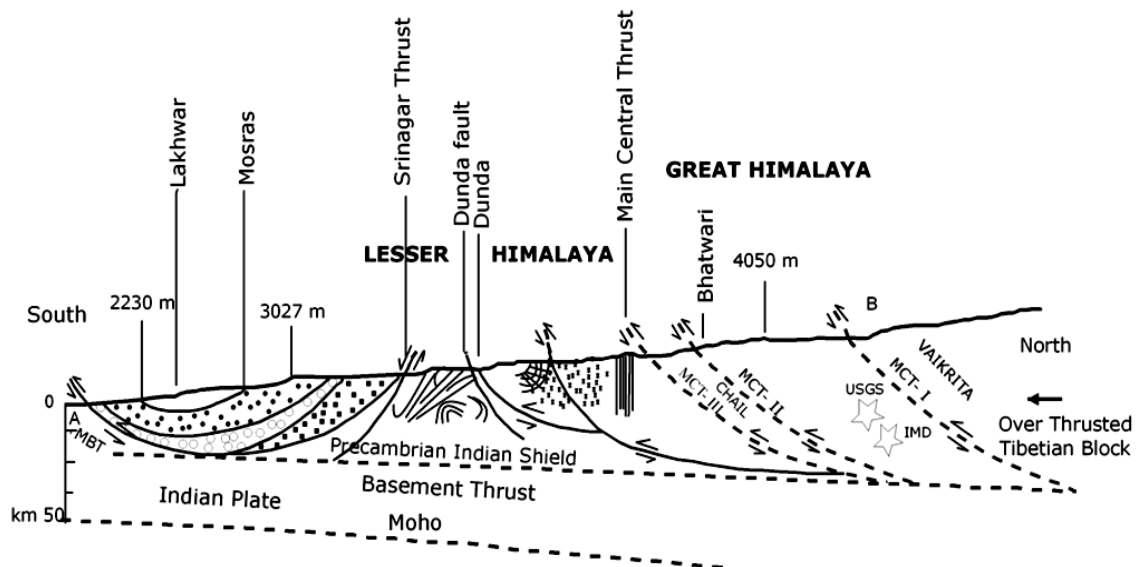 Lakhwar
Mosras
Srinagar Thrust
Dunda fault
Dunda
Main Central Thrust
GREAT HIMALAYA
LESSER HIMALAYA
Bhatwari
4050 m
2230 m
3027 m
South
B
North
0
A
MBT
MCT-III
CHAIL
MCT-II
MCT-I
VAIKRITA
USGS
IMD
Over Thrusted
Tibetian Block
Precambrian Indian Shield
Basement Thrust
Indian Plate
Moho
km 50